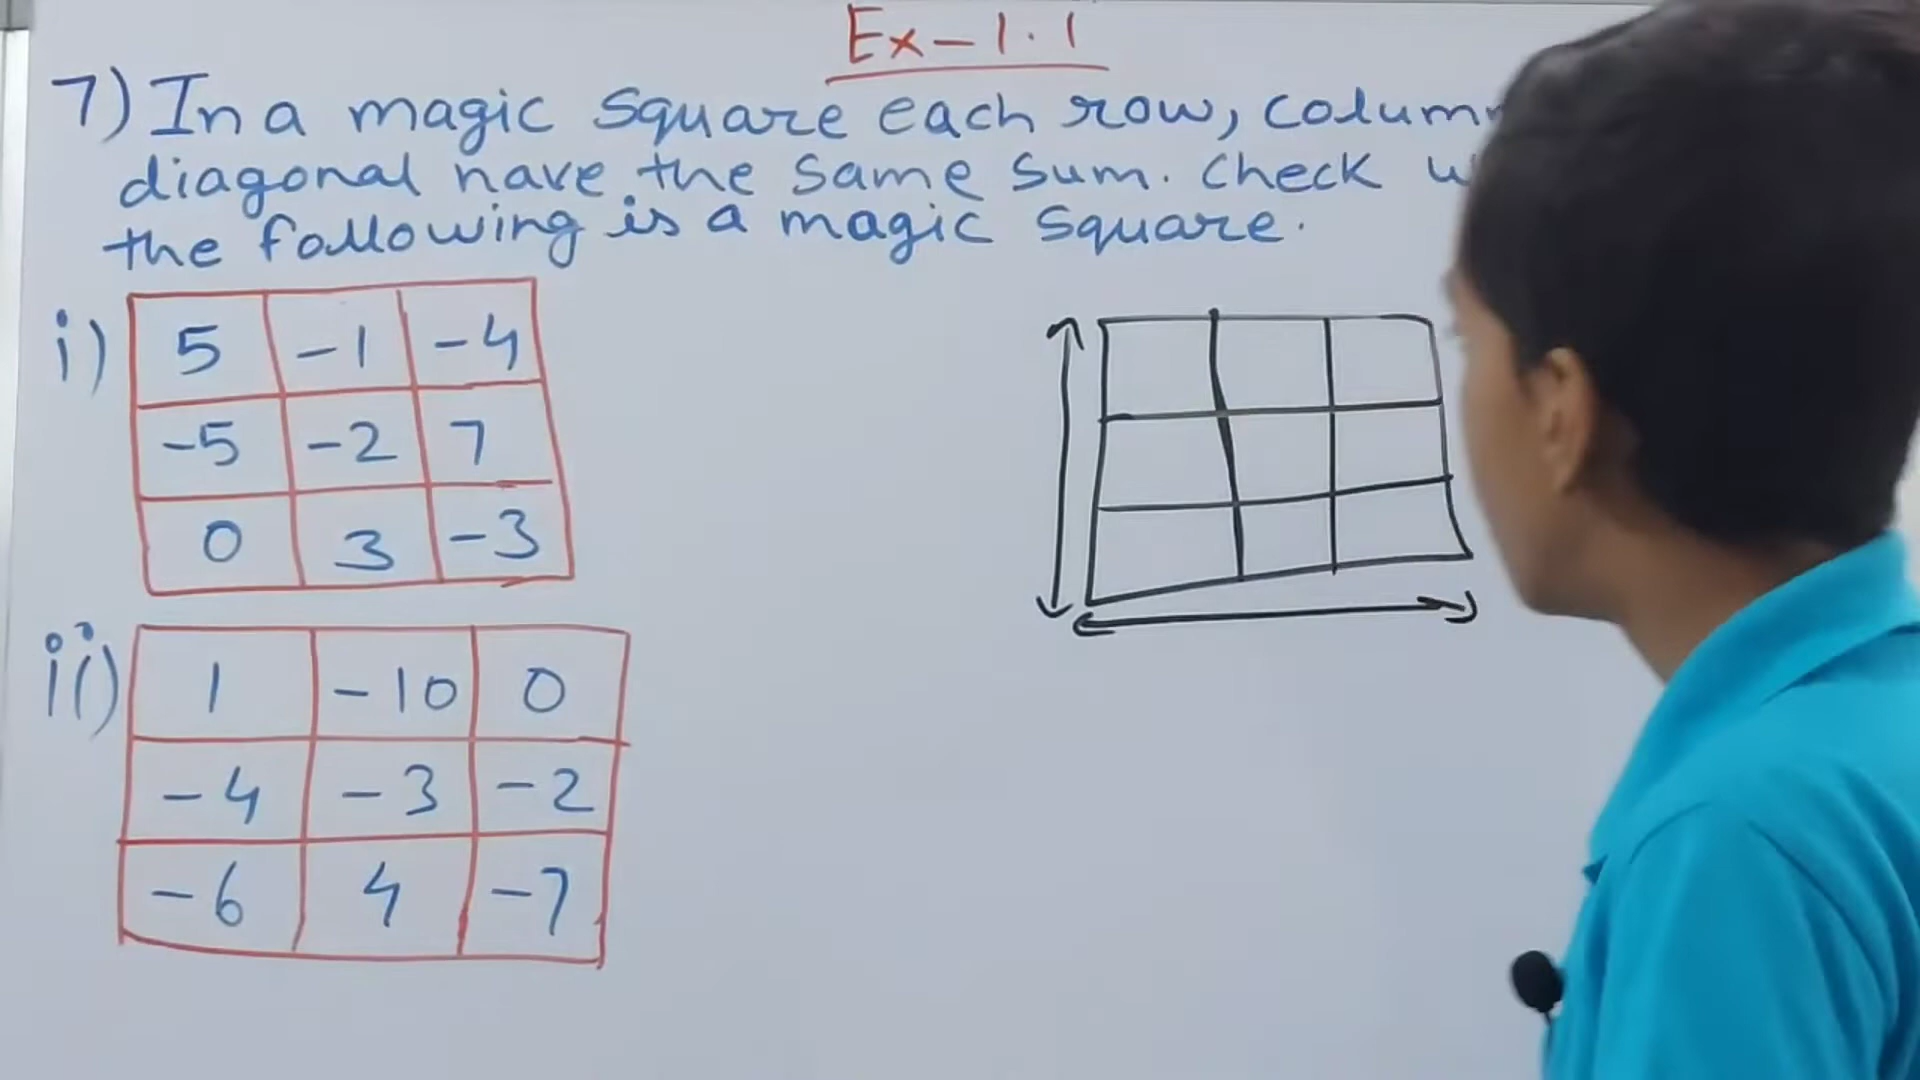 Ex-1.1
7) In a magic square each row, colum
diagonal have the same sum. Check
the following is a magic square.
i)
5 -1 -4
-5 -2 7
0 3 -3
ii)
1 -10 0
-4 -3 -2
-6 4 -7